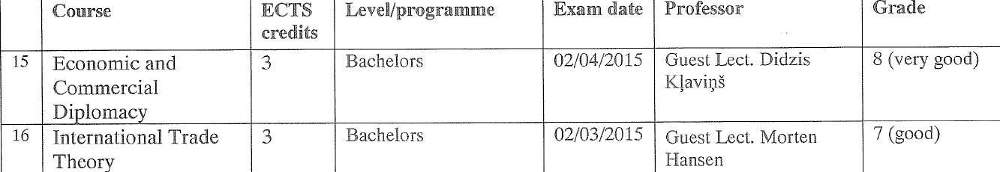 Course ECTS credits Level/programme Exam date Professor Grade
15 Economic and Commercial Diplomacy 3 Bachelors 02/04/2015 Guest Lect. Didzis Kļaviņš 8 (very good)
16 International Trade Theory 3 Bachelors 02/03/2015 Guest Lect. Morten Hansen 7 (good)